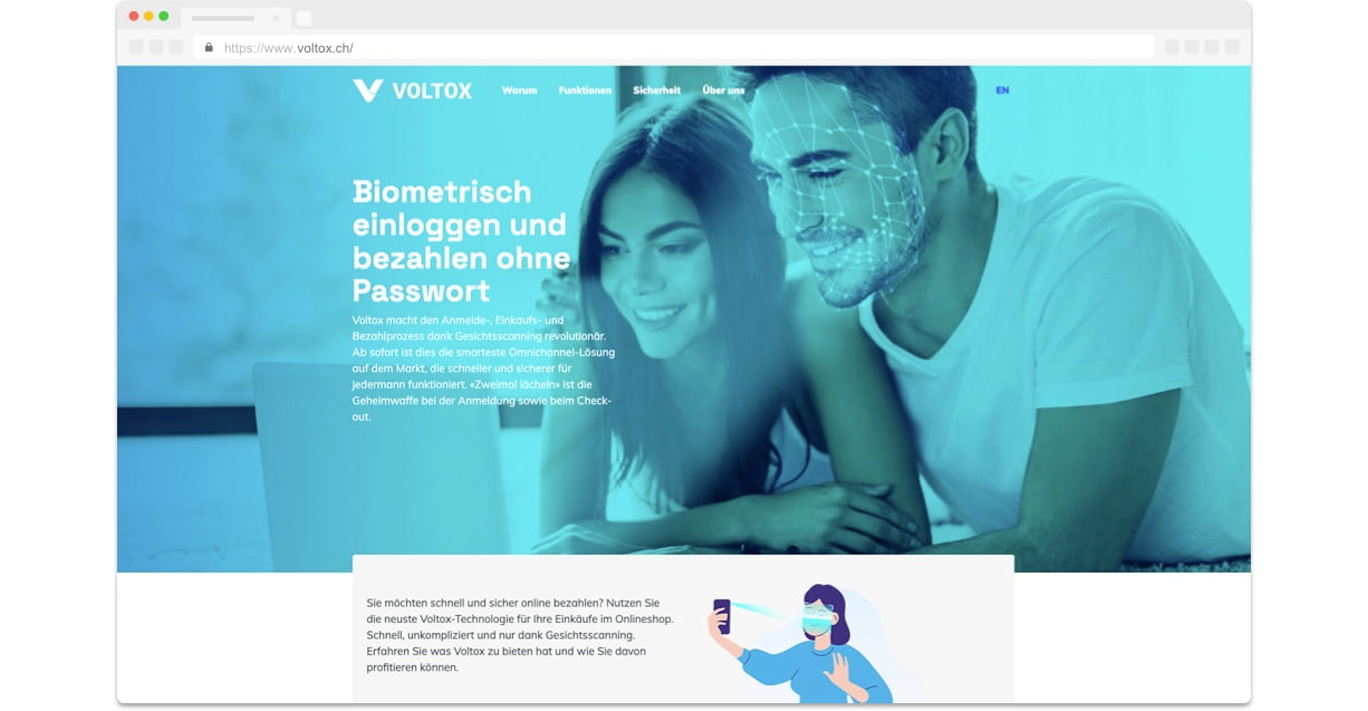 https://www.voltox.ch/
VOLTOX Warum Funktionen Sicherheit Über uns EN
Biometrisch
einloggen und
bezahlen ohne
Passwort
Voltox macht den Anmelde-, Einkaufs- und
Bezahlprozess dank Gesichtsscanning revolutionär.
Ab sofort ist dies die smarteste Omnichannel-Lösung
auf dem Markt, die schneller und sicherer für
jedermann funktioniert. «Zweimal lächeln» ist die
Geheimwaffe bei der Anmeldung sowie beim Check-
out.
Sie möchten schnell und sicher online bezahlen? Nutzen Sie
die neuste Voltox-Technologie für Ihre Einkäufe im Onlineshop.
Schnell, unkompliziert und nur dank Gesichtsscanning.
Erfahren Sie was Voltox zu bieten hat und wie Sie davon
profitieren können.